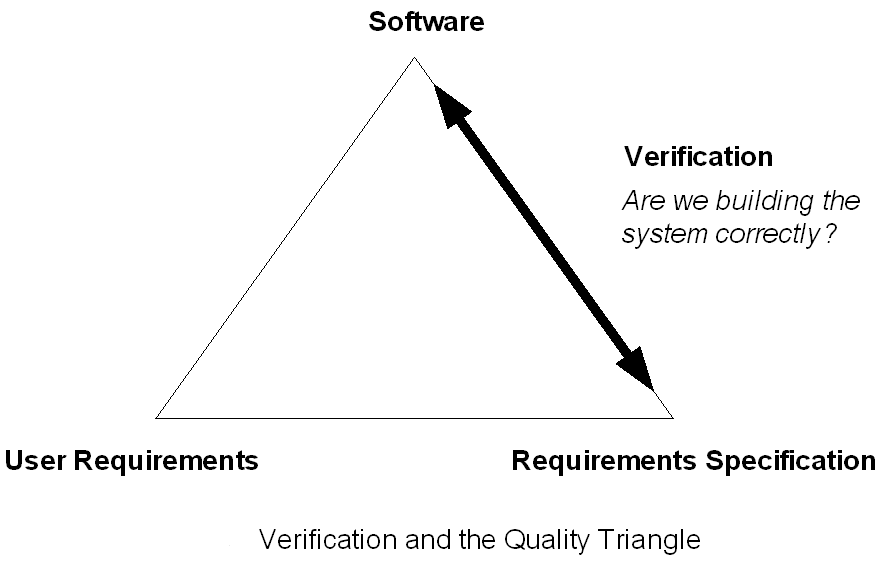 Software
Verification
Are we building the
system correctly?
User Requirements
Requirements Specification
Verification and the Quality Triangle